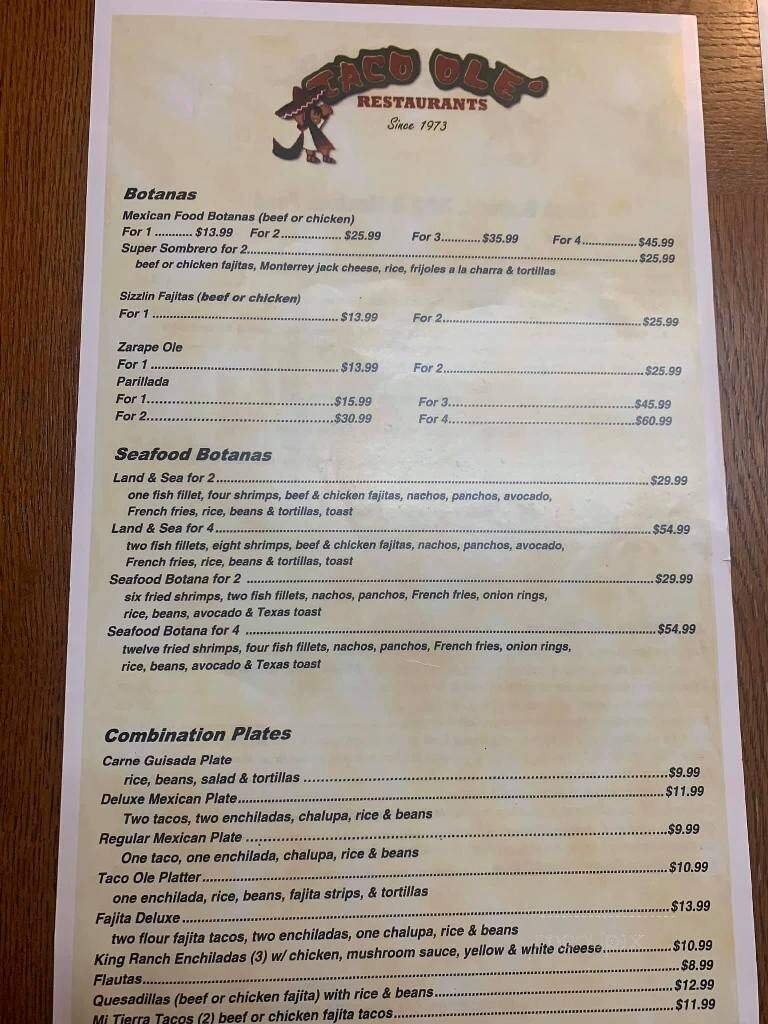 TACO OLE'
RESTAURANTS
Since 1973
Botanas
Mexican Food Botanas (beef or chicken)
For 1 ........... $13.99 For 2.................. $25.99 For 3............ $35.99 For 4................ $45.99
Super Sombrero for 2.................... $25.99
beef or chicken fajitas, Monterrey jack cheese, rice, frijoles a la charra & tortillas
Sizzlin Fajitas (beef or chicken)
For 1 .................... $13.99 For 2.................... $25.99
Zarape Ole
For 1 .................... $13.99 For 2.................... $25.99
Parillada
For 1.................... $15.99 For 3.................... $45.99
For 2.................... $30.99 For 4.................... $60.99
Seafood Botanas
Land & Sea for 2.................... $29.99
one fish fillet, four shrimps, beef & chicken fajitas, nachos, panchos, avocado,
French fries, rice, beans & tortillas, toast
Land & Sea for 4.................... $54.99
two fish fillets, eight shrimps, beef & chicken fajitas, nachos, panchos, avocado,
French fries, rice, beans & tortillas, toast
Seafood Botana for 2 .................... $29.99
six fried shrimps, two fish fillets, nachos, panchos, French fries, onion rings,
rice, beans, avocado & Texas toast
Seafood Botana for 4 .................... $54.99
twelve fried shrimps, four fish fillets, nachos, panchos, French fries, onion rings,
rice, beans, avocado & Texas toast
Combination Plates
Carne Guisada Plate
rice, beans, salad & tortillas .................... $9.99
Deluxe Mexican Plate.................... $11.99
Two tacos, two enchiladas, chalupa, rice & beans
Regular Mexican Plate .................... $9.99
One taco, one enchilada, chalupa, rice & beans
Taco Ole Platter.................... $10.99
one enchilada, rice, beans, fajita strips, & tortillas
Fajita Deluxe .................... $13.99
two flour fajita tacos, two enchiladas, one chalupa, rice & beans
King Ranch Enchiladas (3) w/ chicken, mushroom sauce, yellow & white cheese.................... $10.99
Flautas.................... $8.99
Quesadillas (beef or chicken fajita) with rice & beans.................... $12.99
Mi Tierra Tacos (2) beef or chicken fajita tacos.................... $11.99